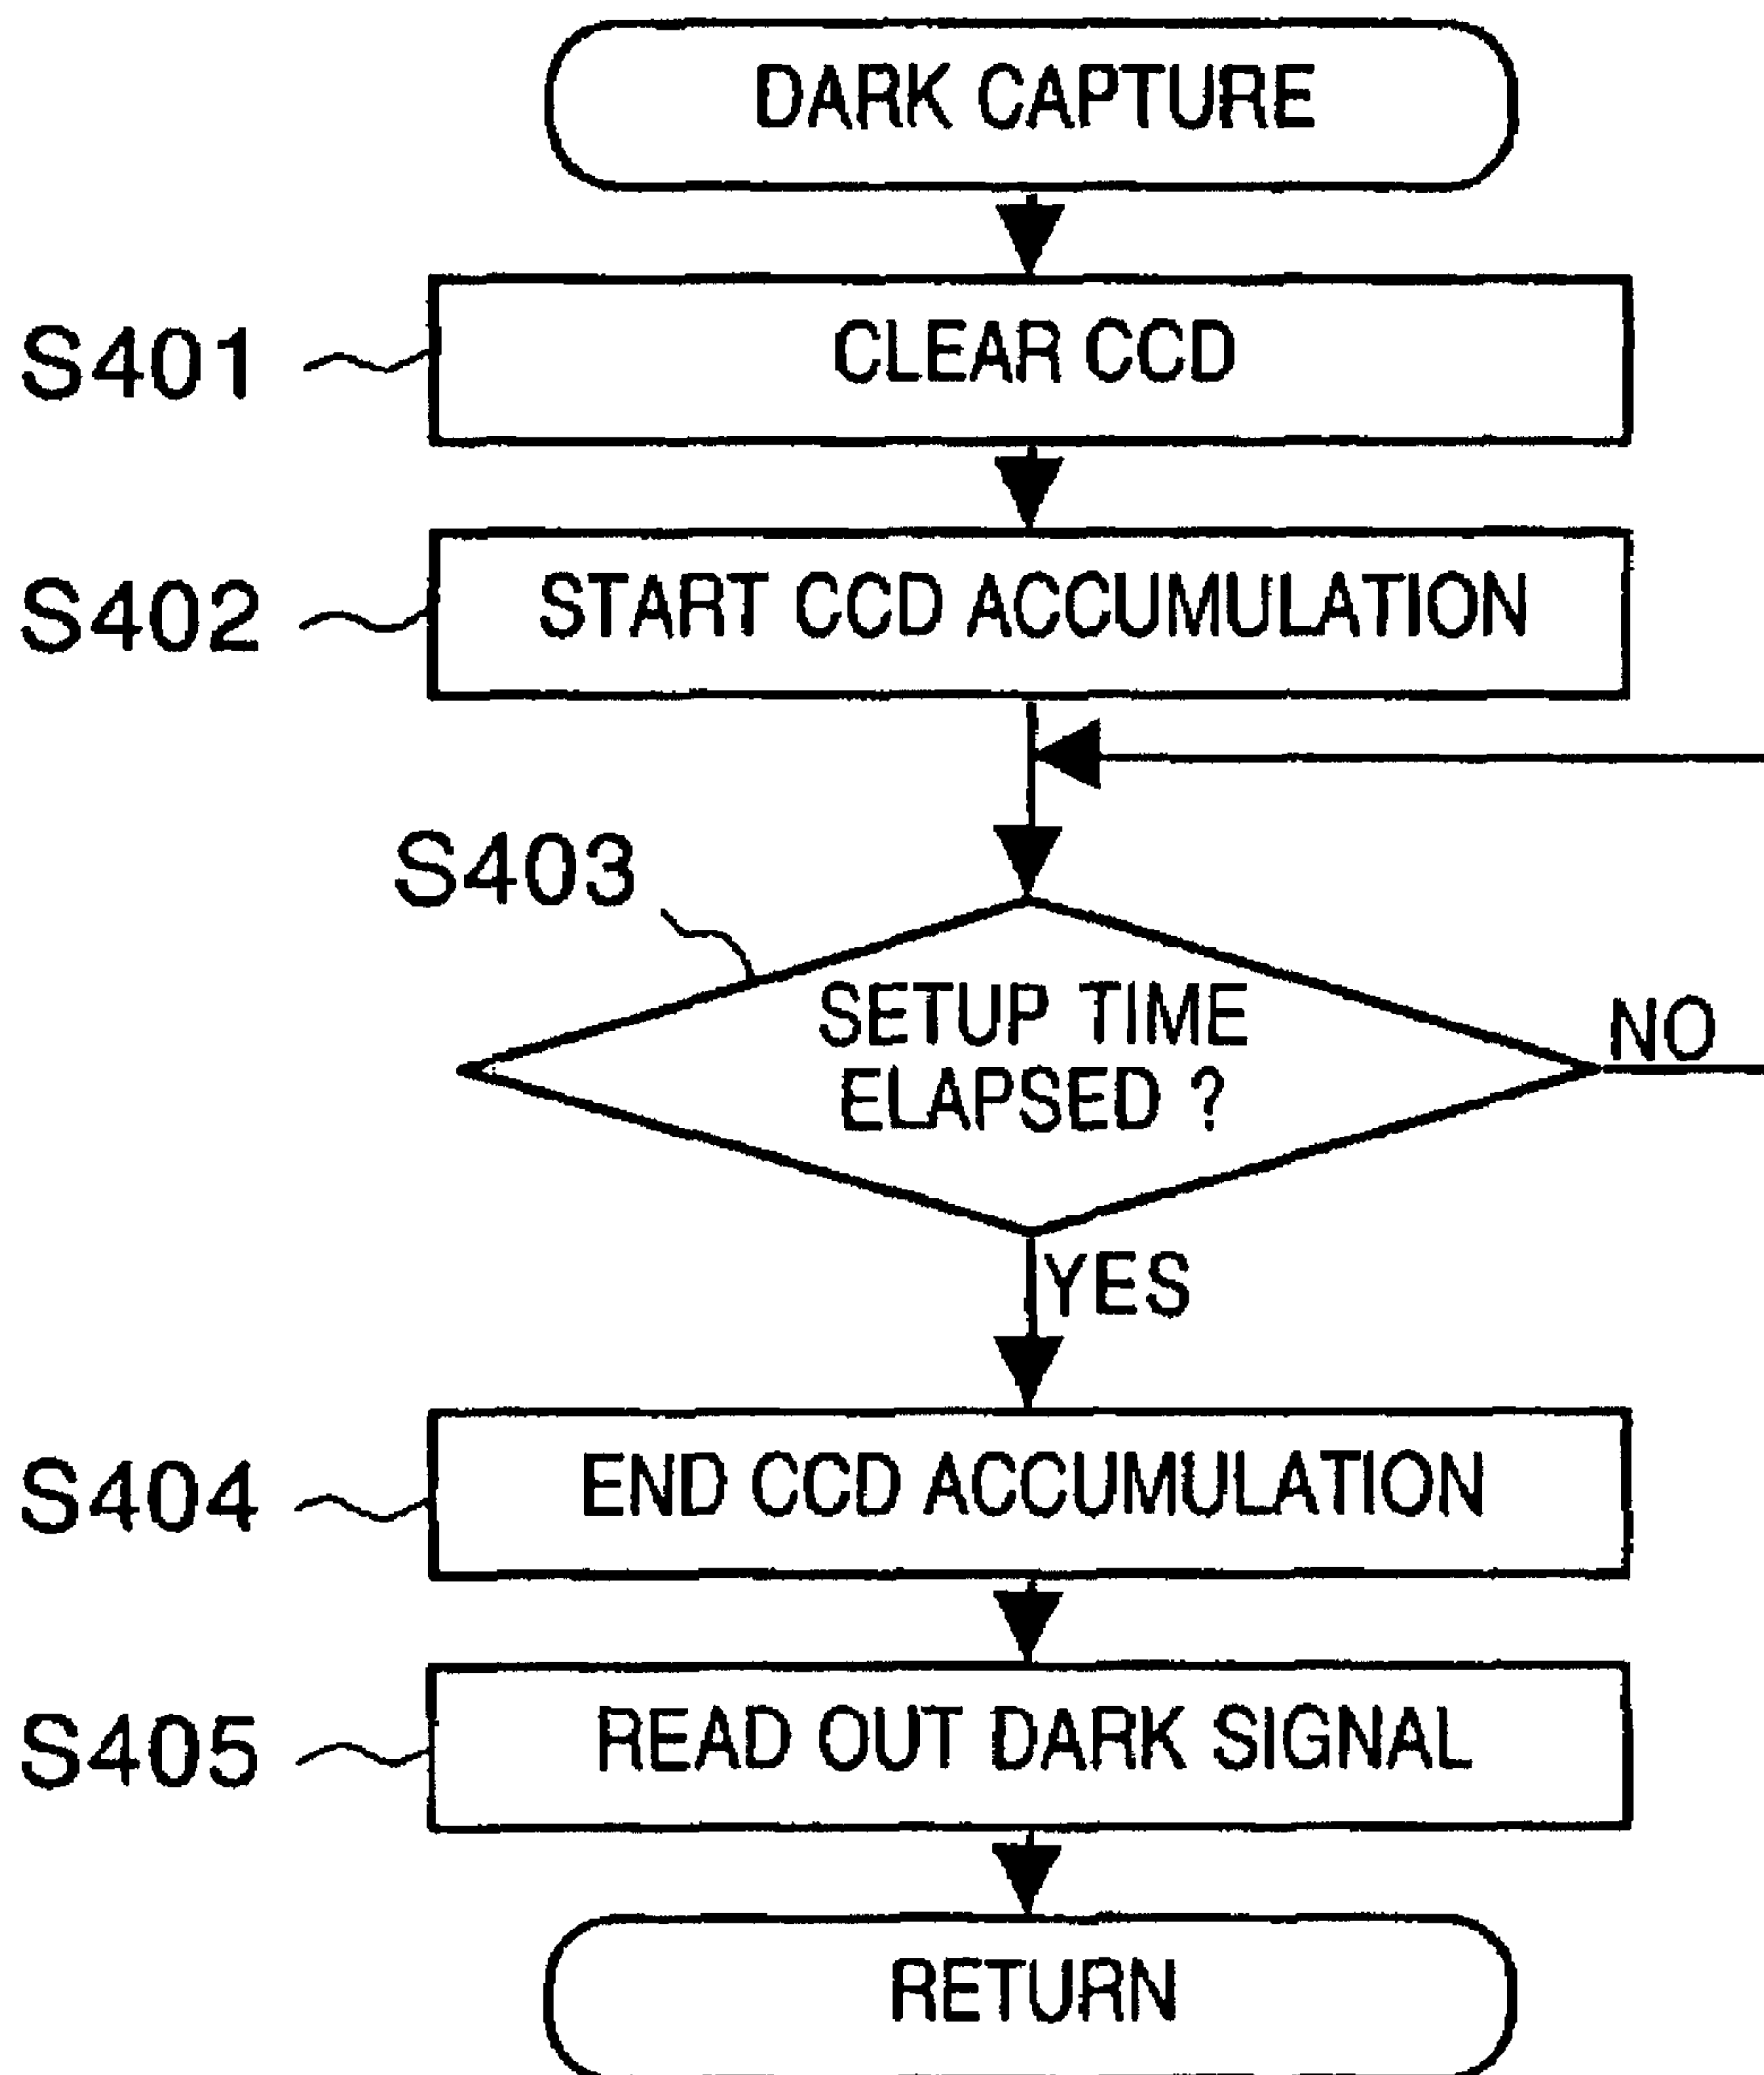 DARK CAPTURE
S401
CLEAR CCD
S402
START CCD ACCUMULATION
S403
SETUP TIME
ELAPSED ?
NO
YES
S404
END CCD ACCUMULATION
S405
READ OUT DARK SIGNAL
RETURN